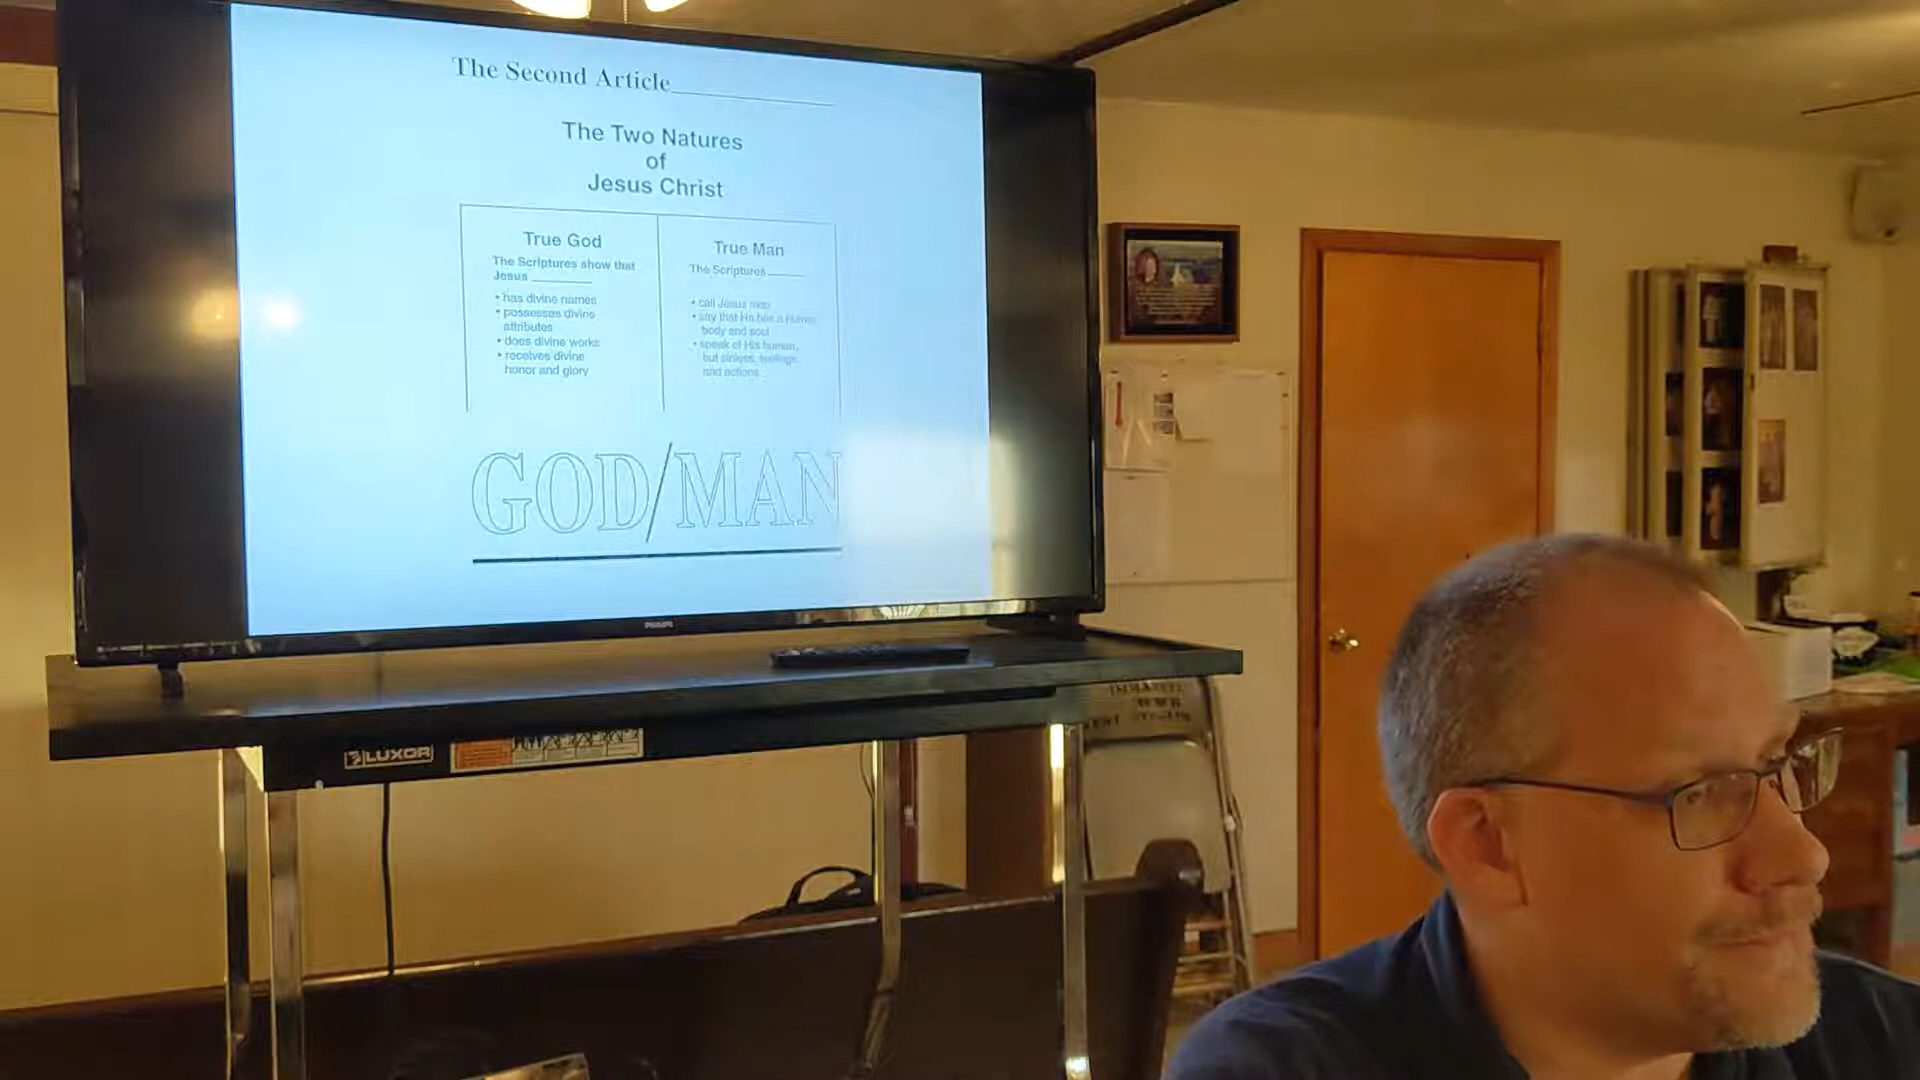 The Second Article
The Two Natures
of
Jesus Christ
True God
The Scriptures show that
Jesus
• has divine names
• possesses divine
attributes
• does divine works
• receives divine
honor and glory
True Man
The Scriptures
• call Jesus man
• say that He has a human
body and soul
• speak of His human,
but sinless, feelings
and actions
GOD/MAN
PHILIPS
LUXOR